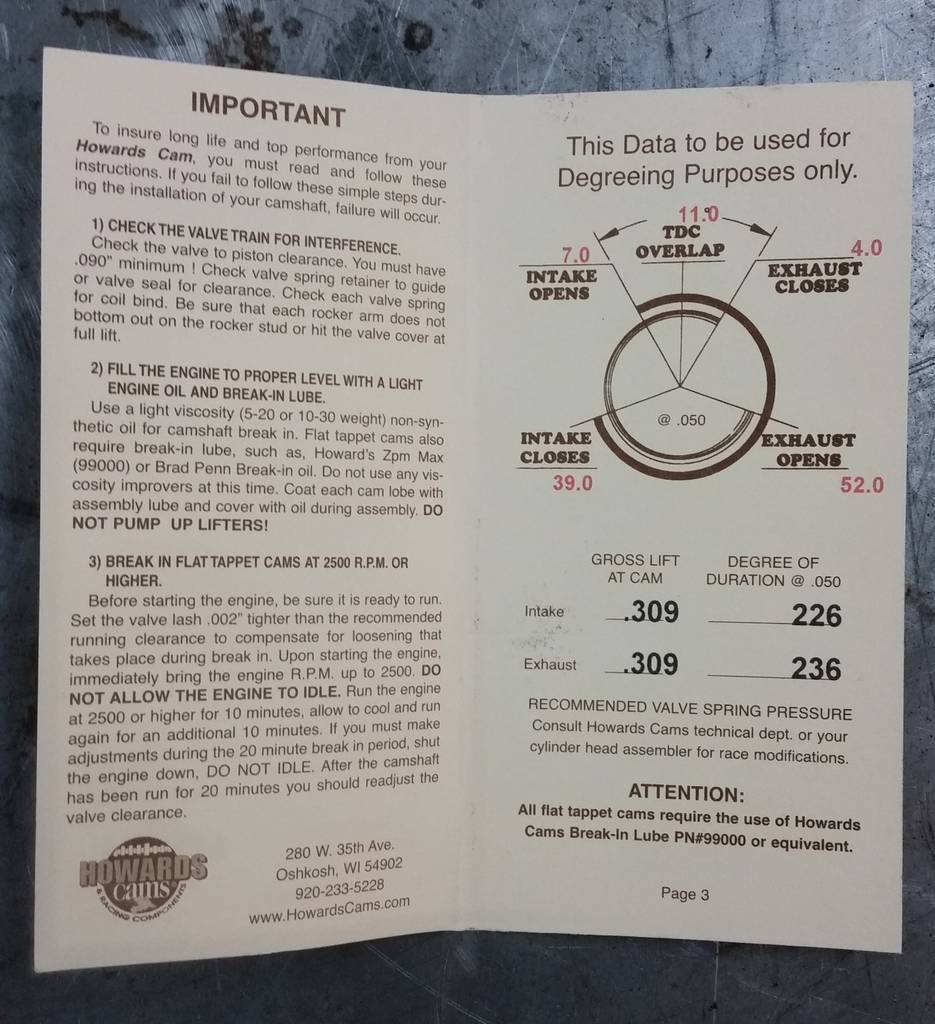 IMPORTANT
To insure long life and top performance from your
Howards Cam, you must read and follow these
instructions. If you fail to follow these simple steps dur-
ing the installation of your camshaft, failure will occur.
1) CHECK THE VALVE TRAIN FOR INTERFERENCE.
Check the valve to piston clearance. You must have
.090" minimum ! Check valve spring retainer to guide
or valve seal for clearance. Check each valve spring
for coil bind. Be sure that each rocker arm does not
bottom out on the rocker stud or hit the valve cover at
full lift.
2) FILL THE ENGINE TO PROPER LEVEL WITH A LIGHT
ENGINE OIL AND BREAK-IN LUBE.
Use a light viscosity (5-20 or 10-30 weight) non-syn-
thetic oil for camshaft break in. Flat tappet cams also
require break-in lube, such as, Howard's Zpm Max
(99000) or Brad Penn Break-in oil. Do not use any vis-
cosity improvers at this time. Coat each cam lobe with
assembly lube and cover with oil during assembly. DO
NOT PUMP UP LIFTERS!
3) BREAK IN FLAT TAPPET CAMS AT 2500 R.P.M. OR
HIGHER.
Before starting the engine, be sure it is ready to run.
Set the valve lash .002" tighter than the recommended
running clearance to compensate for loosening that
takes place during break in. Upon starting the engine,
immediately bring the engine R.P.M. up to 2500. DO
NOT ALLOW THE ENGINE TO IDLE. Run the engine
at 2500 or higher for 10 minutes, allow to cool and run
again for an additional 10 minutes. If you must make
adjustments during the 20 minute break in period, shut
the engine down, DO NOT IDLE. After the camshaft
has been run for 20 minutes you should readjust the
valve clearance.
HOWARDS
cams
& RACING COMPONENTS
280 W. 35th Ave.
Oshkosh, WI 54902
920-233-5228
www.HowardsCams.com
This Data to be used for
Degreeing Purposes only.
11.0
TDC
OVERLAP
7.0
INTAKE
OPENS
4.0
EXHAUST
CLOSES
@ .050
INTAKE
CLOSES
39.0
EXHAUST
OPENS
52.0
GROSS LIFT
AT CAM
DEGREE OF
DURATION @ .050
Intake .309 226
Exhaust .309 236
RECOMMENDED VALVE SPRING PRESSURE
Consult Howards Cams technical dept. or your
cylinder head assembler for race modifications.
ATTENTION:
All flat tappet cams require the use of Howards
Cams Break-In Lube PN#99000 or equivalent.
Page 3